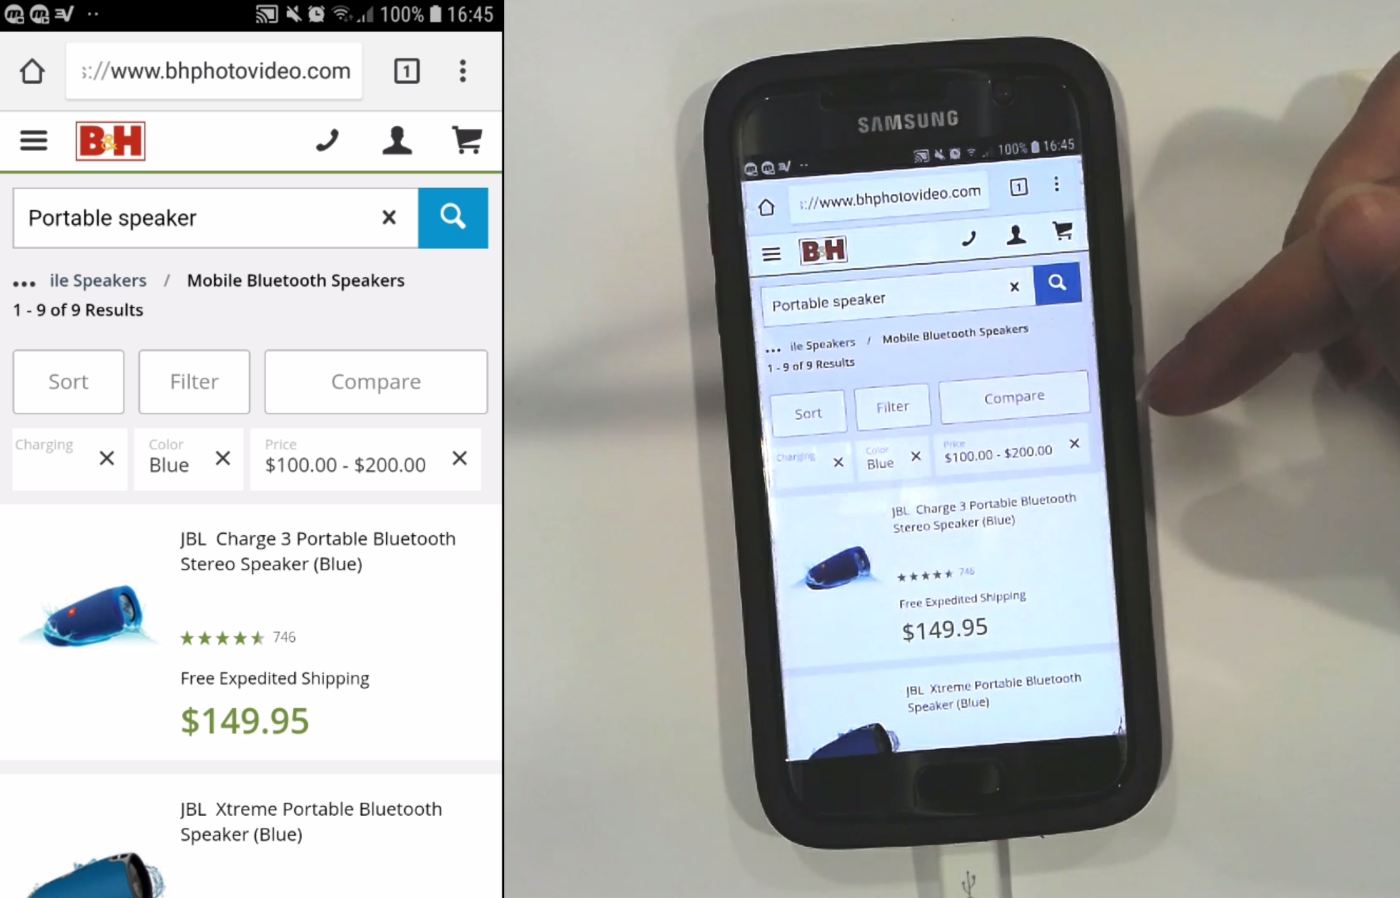 100% 16:45
s://www.bhphotovideo.com
1
B&H
Portable speaker
... ile Speakers / Mobile Bluetooth Speakers
1 - 9 of 9 Results
Sort Filter Compare
Charging
Color
Blue
Price
$100.00 - $200.00
JBL Charge 3 Portable Bluetooth
Stereo Speaker (Blue)
746
Free Expedited Shipping
$149.95
JBL Xtreme Portable Bluetooth
Speaker (Blue)
SAMSUNG
100% 16:45
s://www.bhphotovideo.com
1
B&H
Portable speaker
... ile Speakers / Mobile Bluetooth Speakers
1 - 9 of 9 Results
Sort Filter Compare
Charging
Color
Blue
Price
$100.00 - $200.00
JBL Charge 3 Portable Bluetooth
Stereo Speaker (Blue)
746
Free Expedited Shipping
$149.95
JBL Xtreme Portable Bluetooth
Speaker (Blue)